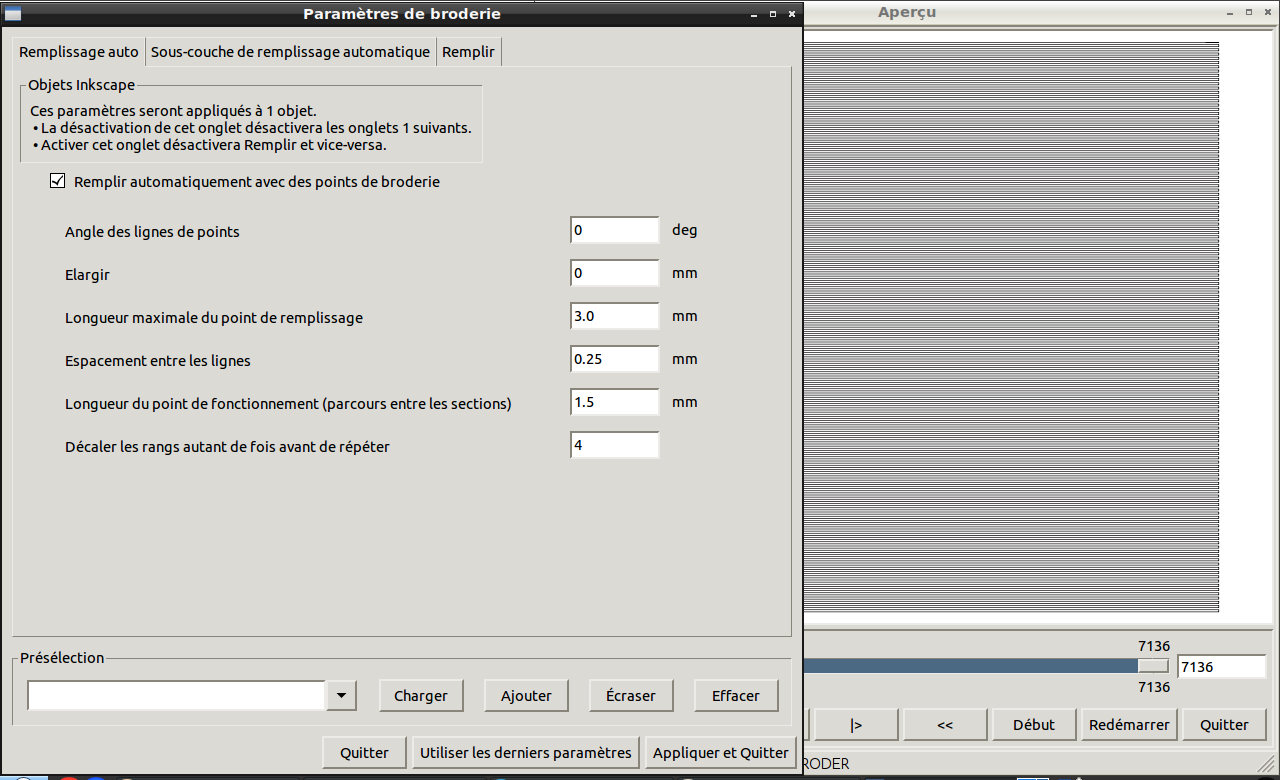 Paramètres de broderie
Aperçu
Remplissage auto
Sous-couche de remplissage automatique
Remplir
Objets Inkscape
Ces paramètres seront appliqués à 1 objet.
• La désactivation de cet onglet désactivera les onglets 1 suivants.
• Activer cet onglet désactivera Remplir et vice-versa.
Remplir automatiquement avec des points de broderie
Angle des lignes de points 0 deg
Elargir 0 mm
Longueur maximale du point de remplissage 3.0 mm
Espacement entre les lignes 0.25 mm
Longueur du point de fonctionnement (parcours entre les sections) 1.5 mm
Décaler les rangs autant de fois avant de répéter 4
Présélection
Charger
Ajouter
Écraser
Effacer
Quitter
Utiliser les derniers paramètres
Appliquer et Quitter
7136
7136
7136
|>
<<
Début
Redémarrer
Quitter
RODER